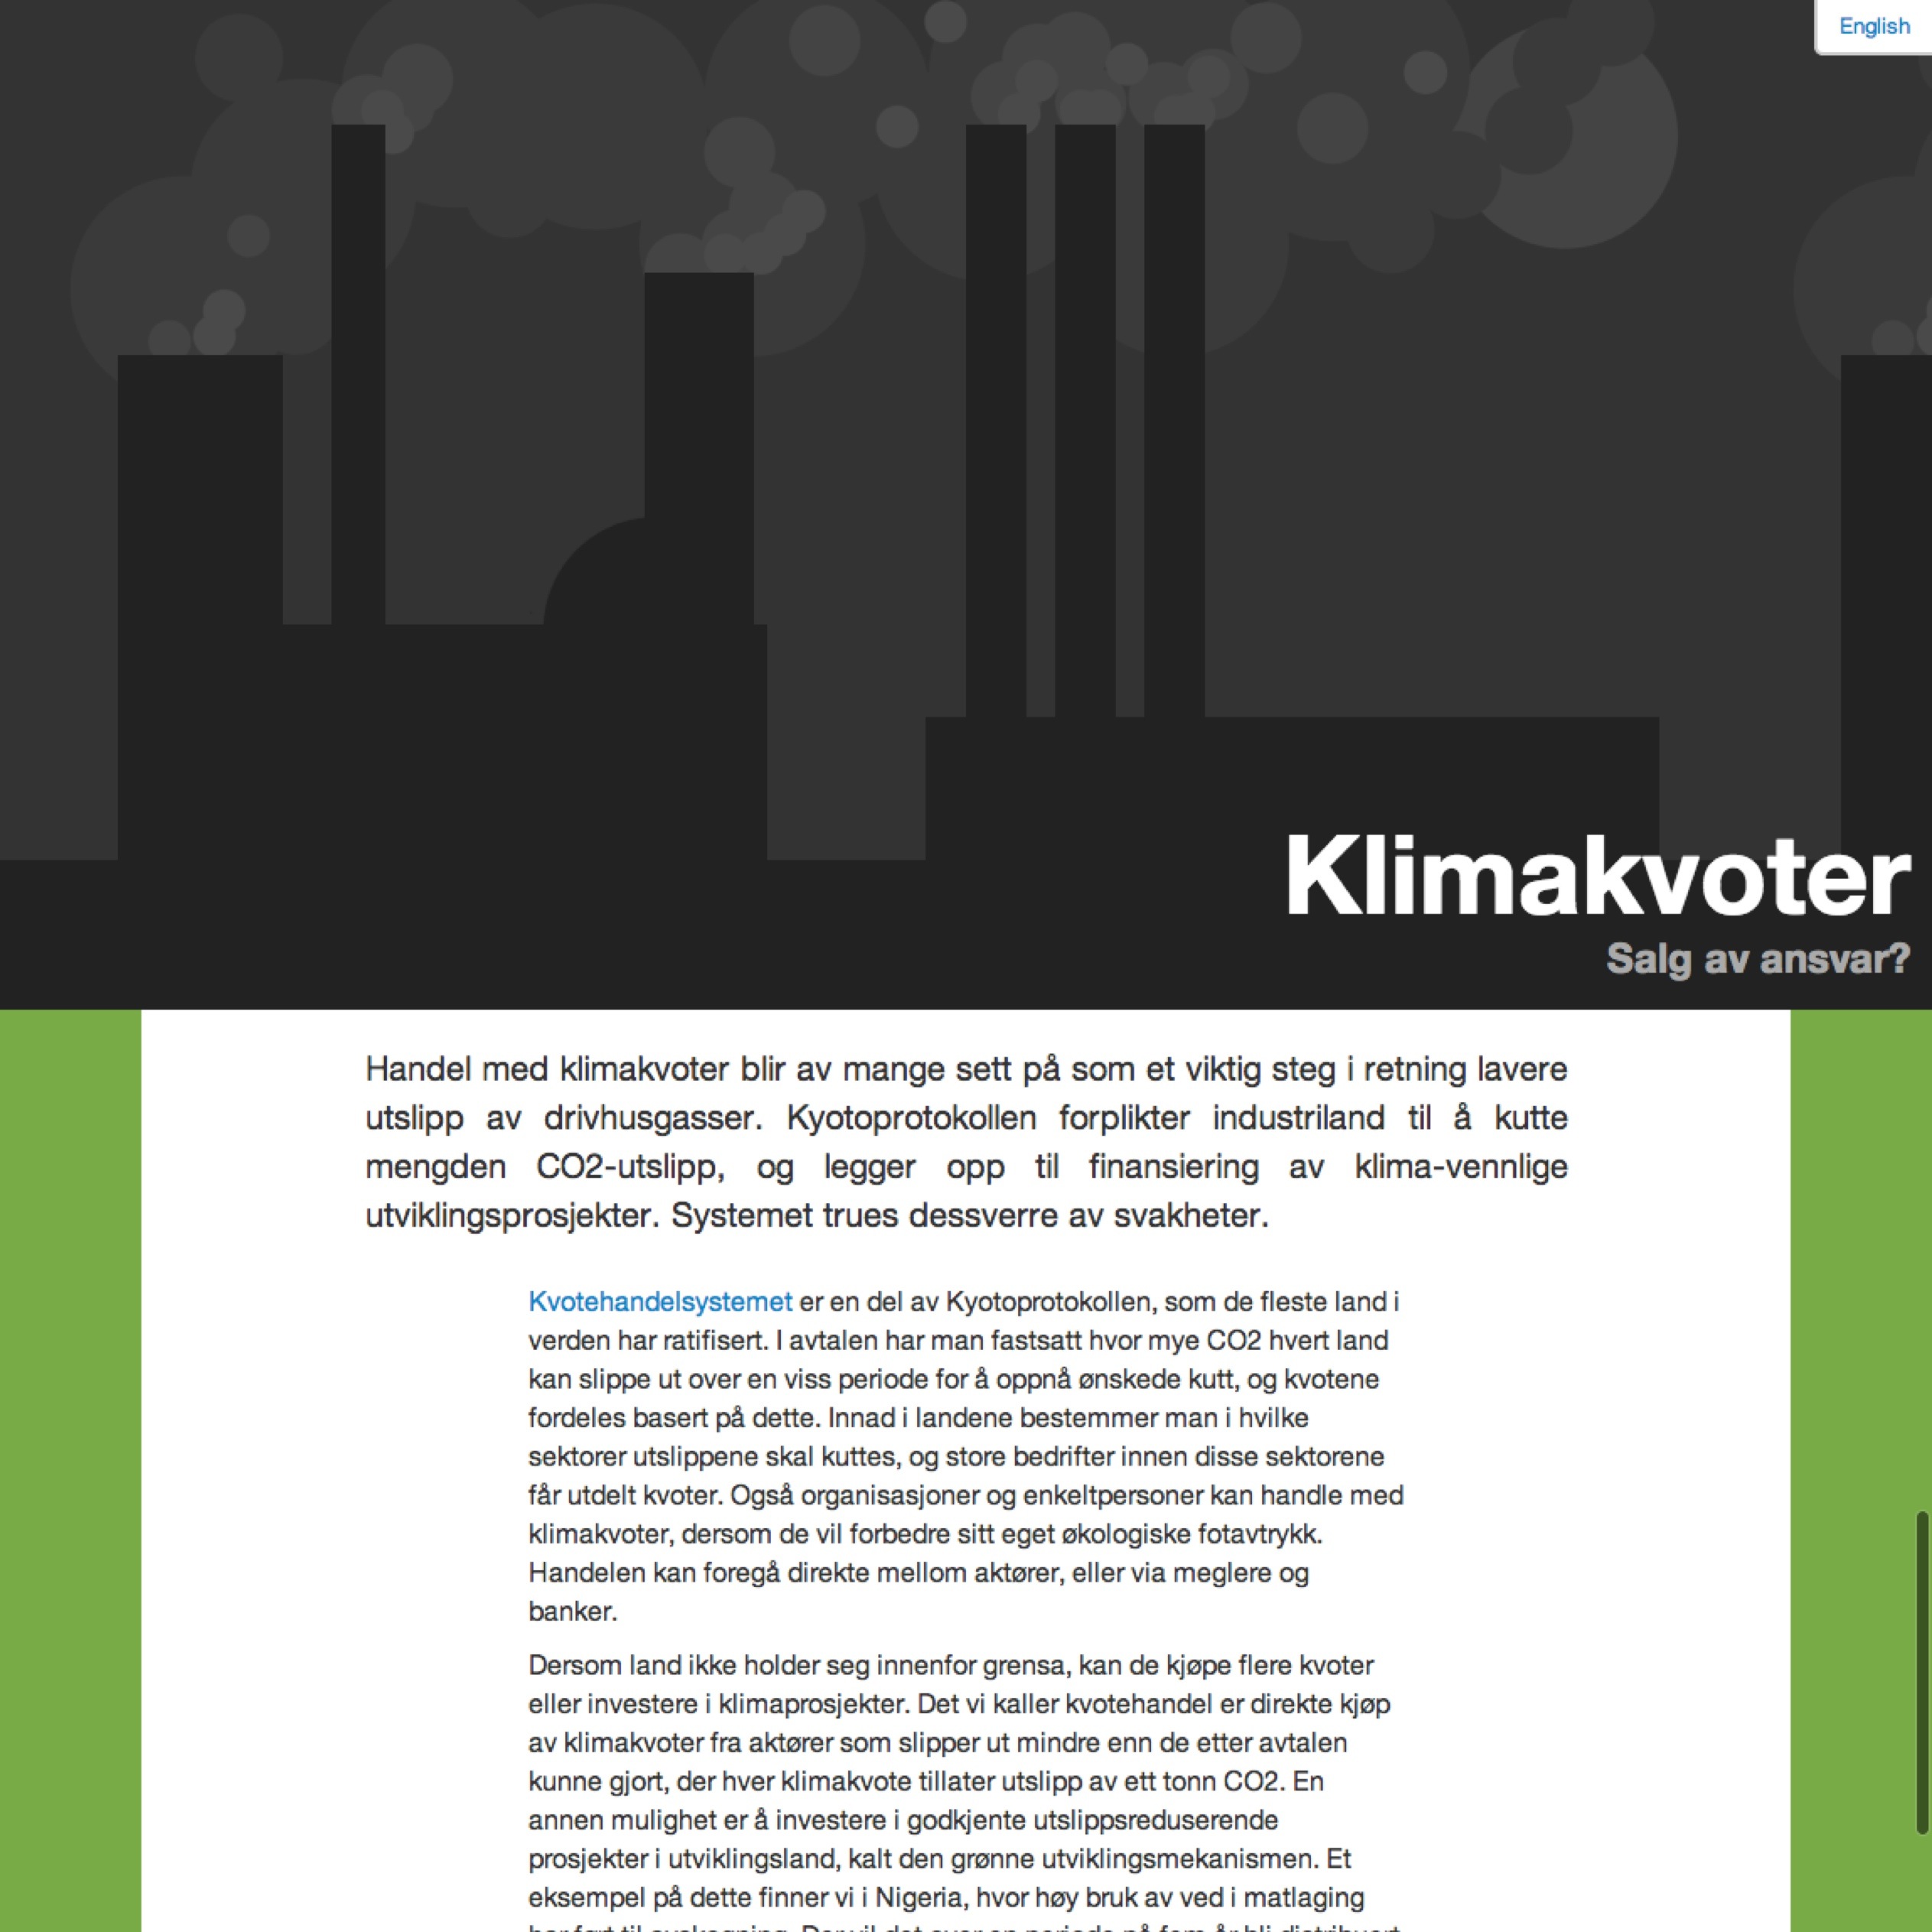 English
Klimakvoter
Salg av ansvar?
Handel med klimakvoter blir av mange sett på som et viktig steg i retning lavere
utslipp av drivhusgasser. Kyotoprotokollen forplikter industriland til å kutte
mengden CO2-utslipp, og legger opp til finansiering av klima-vennlige
utviklingsprosjekter. Systemet trues dessverre av svakheter.
Kvotehandelsystemet er en del av Kyotoprotokollen, som de fleste land i
verden har ratifisert. I avtalen har man fastsatt hvor mye CO2 hvert land
kan slippe ut over en viss periode for å oppnå ønskede kutt, og kvotene
fordeles basert på dette. Innad i landene bestemmer man i hvilke
sektorer utslippene skal kuttes, og store bedrifter innen disse sektorene
får utdelt kvoter. Også organisasjoner og enkeltpersoner kan handle med
klimakvoter, dersom de vil forbedre sitt eget økologiske fotavtrykk.
Handelen kan foregå direkte mellom aktører, eller via meglere og
banker.
Dersom land ikke holder seg innenfor grensa, kan de kjøpe flere kvoter
eller investere i klimaprosjekter. Det vi kaller kvotehandel er direkte kjøp
av klimakvoter fra aktører som slipper ut mindre enn de etter avtalen
kunne gjort, der hver klimakvote tillater utslipp av ett tonn CO2. En
annen mulighet er å investere i godkjente utslippsreduserende
prosjekter i utviklingsland, kalt den grønne utviklingsmekanismen. Et
eksempel på dette finner vi i Nigeria, hvor høy bruk av ved i matlaging